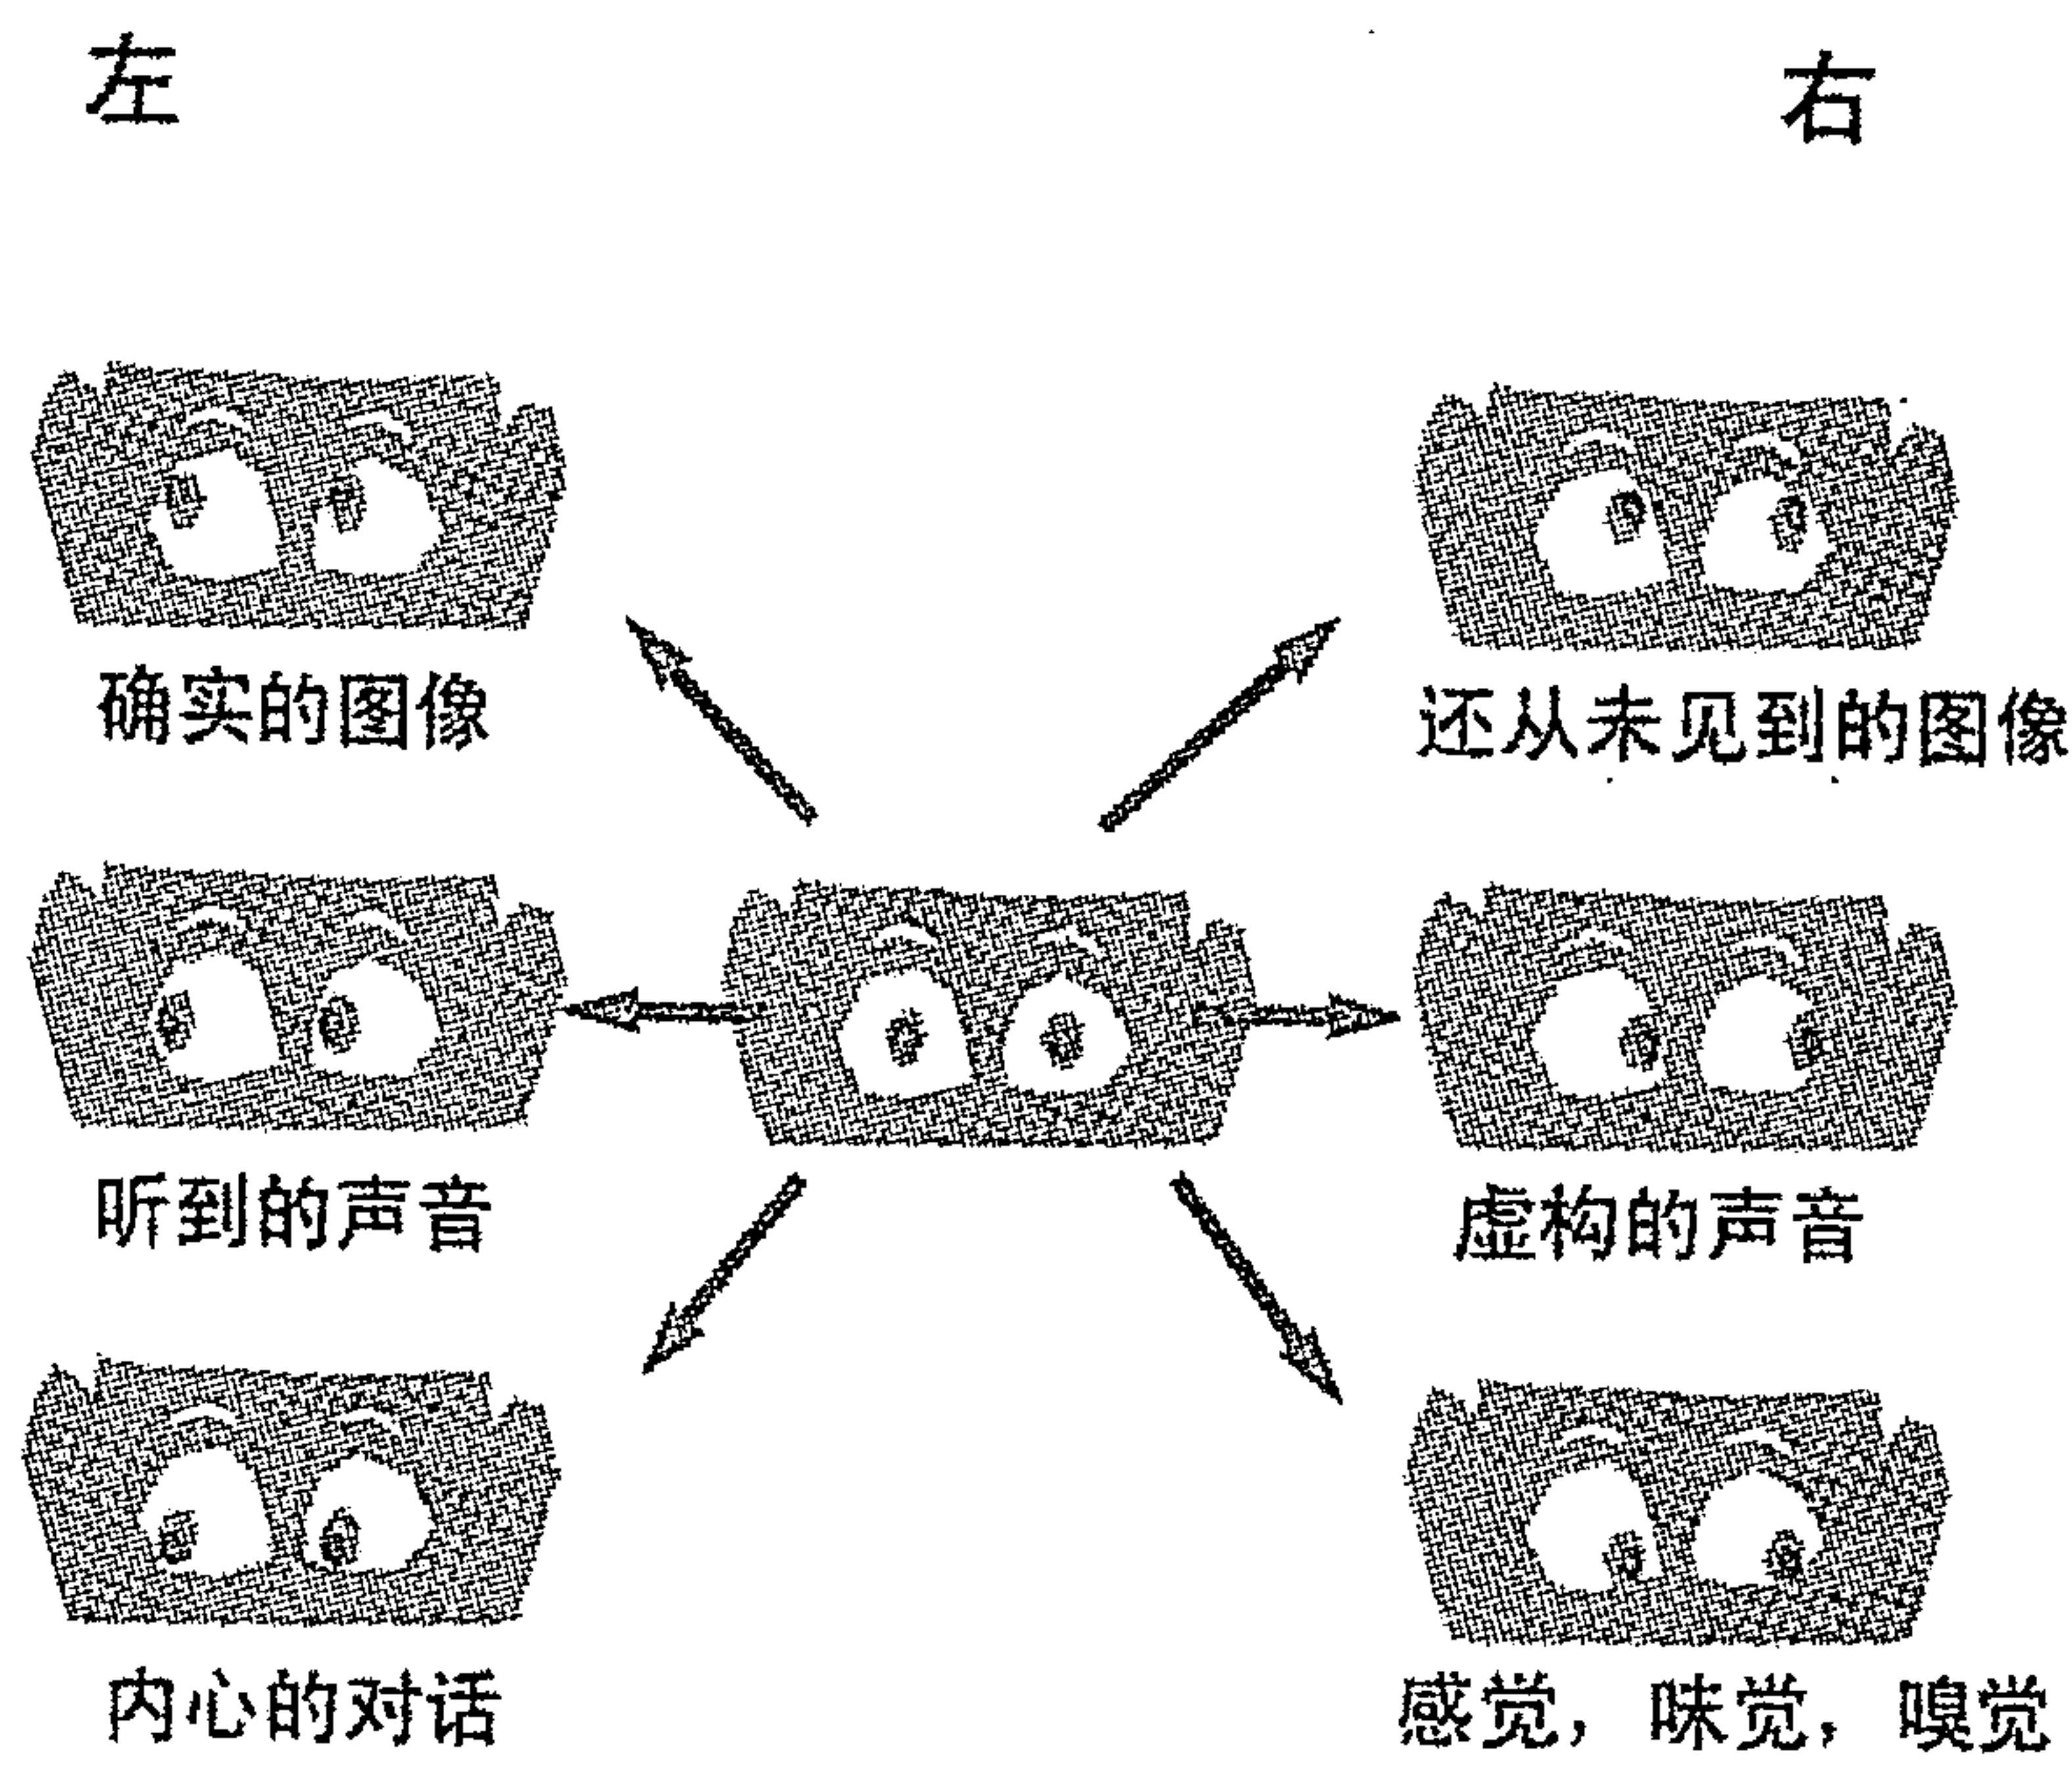 左
右
确实的图像
还从未见到的图像
听到的声音
虚构的声音
内心的对话
感觉，味觉，嗅觉